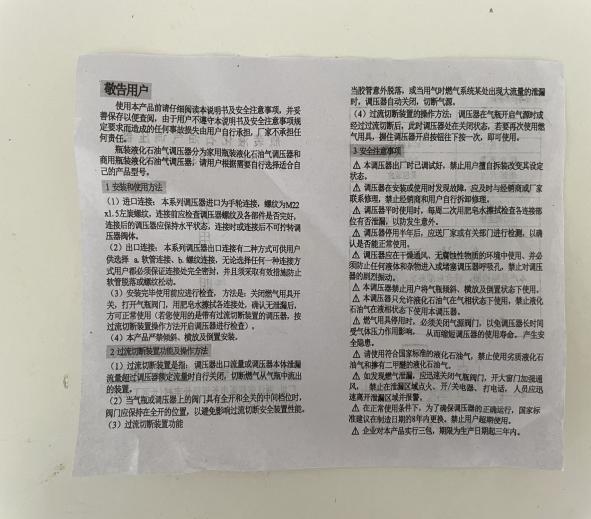 敬告用户
使用本产品前请仔细阅读本说明书及安全注意事项，并妥
善保存以便查阅，由于用户不遵守本说明书及安全注意事项规
定要求而造成的任何事故损失由用户自行承担，厂家不承担任
何责任。
瓶装液化石油气调压器分为家用瓶装液化石油气调压器和
商用瓶装液化石油气调压器；请用户根据需要自行选择适合自
己的产品型号。
1 安装和使用方法
（1）进口连接：本系列调压器进口为手轮连接，螺纹为M22
x1.5左旋螺纹，连接前应检查调压器螺纹及各部件是否完好，
连接后的调压器应保持水平状态，连接时或连接后不可拧转调
压器阀体。
（2）出口连接：本系列调压器出口连接有二种方式可供用户
供选择 a. 软管连接、b. 螺纹连接，无论选择任何一种连接方
式用户都必须保证连接处完全密封，并且须采取有效措施防止
软管脱落或螺纹松动。
（3）安装完毕使用前应进行检查，方法是：关闭燃气用具开
关，打开气瓶阀门，用肥皂水擦试各连接处，确认无泄漏后，
方可正常使用（若您使用的是带有过流切断装置的调压器，按
过流切断装置操作方法开启调压器进行检查）。
（4）本产品严禁倾斜、横放及倒置安装。
2 过流切断装置功能及操作方法
（1）过流切断装置是指：调压器出口流量或调压器本体泄漏
流量超过调压器额定流量时自行关闭，切断燃气从气瓶中流出
的装置。
（2）当气瓶或调压器上的阀门具有全开和全关的中间档位时，
阀门应保持在全开的位置，以避免影响过流切断安全装置性能。
（3）过流切断装置功能
当胶管意外脱落，或当用气时燃气系统某处出现大流量的泄漏
时，调压器自动关闭，切断气源。
（4）过流切断装置的操作方法：调压器在气瓶开启气源时或
经过过流切断后，此时调压器处在关闭状态，若要再次使用燃
气用具，握住调压器开启按钮往下按一次，即可使用。
3 安全注意事项
⚠ 本调压器出厂时已调试好，禁止用户擅自拆装改变其设定
状态。
⚠ 调压器在安装或使用时发现故障，应及时与经销商或厂家
联系修理，禁止经销商和用户自行拆卸修理。
⚠ 调压器平时使用时，每周二次用肥皂水擦拭检查各连接部
位有否泄漏，以防发生意外。
⚠ 调压器停用半年后，应送厂家或有关部门进行检测，以确
认是否能正常使用。
⚠ 调压器应在干燥通风、无腐蚀性物质的环境中使用、并必
须防止任何液体和杂物进入或堵塞调压器呼吸孔，禁止对调压
器的剧烈振动。
⚠ 本调压器禁止用户将气瓶倾斜、横放及倒置状态下使用。
⚠ 本调压器只允许液化石油气在气相状态下使用，禁止液化
石油气在液相状态下使用本调压器。
⚠ 燃气用具停用时，必须关闭气源阀门，以免调压器长时间
受气体压力作用影响，从而缩短调压器的使用寿命。产生安
全隐患。
⚠ 请使用符合国家标准的液化石油气，禁止使用劣质液化石
油气和掺有二甲醚的液化石油气。
⚠ 如发现燃气泄漏，应迅速关闭气瓶阀门，开大窗门加强通
风，禁止在泄漏区域点火、开/关电器、打电话，人员应迅
速离开泄漏区域并报警。
⚠ 在正常使用条件下，为了确保调压器的正确运行，国家标
准建议在制造日期的8年内更换。禁止用户超期使用。
⚠ 企业对本产品实行三包，期限为生产日期起三年内。